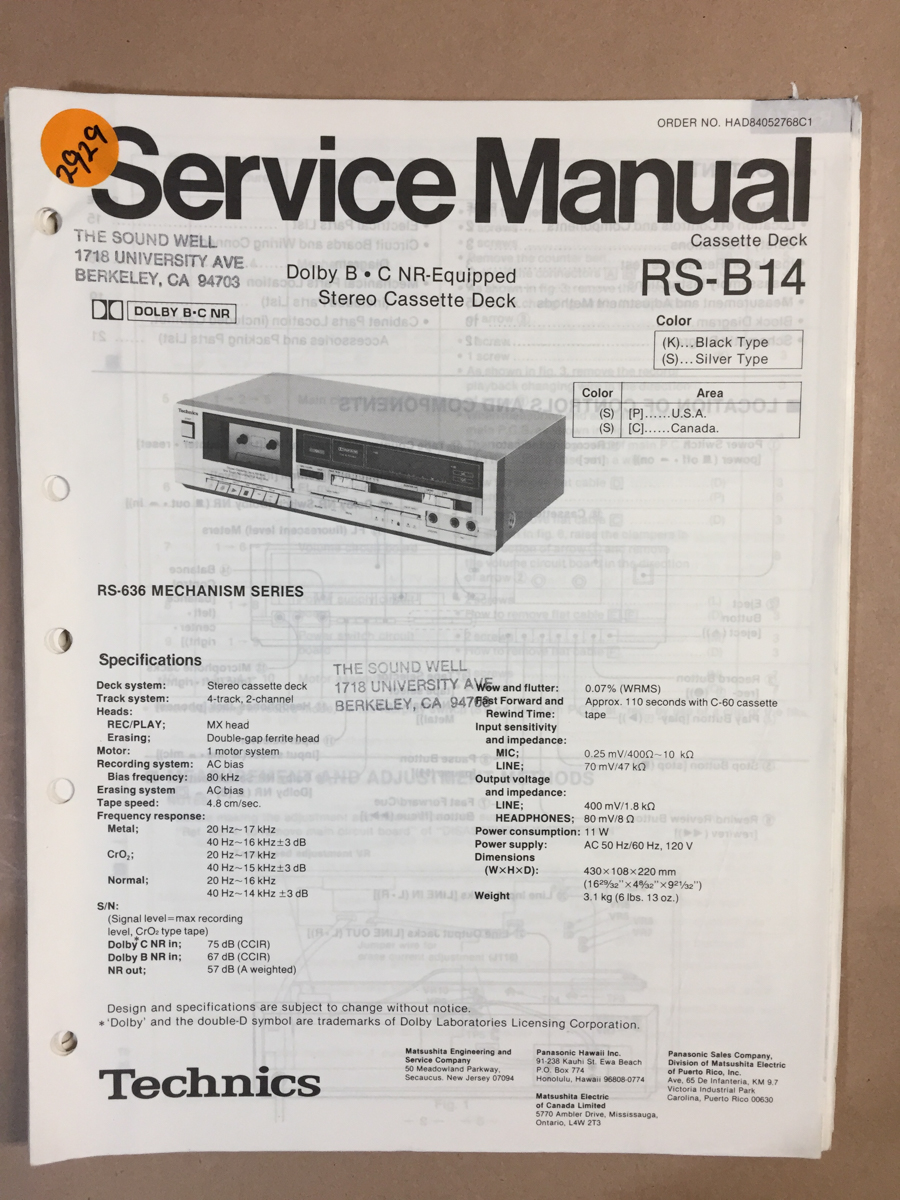 ORDER NO. HAD84052768C1
2929
Service Manual
THE SOUND WELL
1718 UNIVERSITY AVE
BERKELEY, CA 94703
Cassette Deck
Dolby B • C NR-Equipped
Stereo Cassette Deck
RS-B14
DOLBY B•C NR
Color
(K)...Black Type
(S)...Silver Type
Color Area
(S) [P]......U.S.A.
(S) [C]......Canada.
Technics
RS-636 MECHANISM SERIES
Specifications
THE SOUND WELL
1718 UNIVERSITY AVE
BERKELEY, CA 94703
Deck system: Stereo cassette deck
Track system: 4-track, 2-channel
Heads:
REC/PLAY; MX head
Erasing; Double-gap ferrite head
Motor: 1 motor system
Recording system: AC bias
Bias frequency: 80 kHz
Erasing system AC bias
Tape speed: 4.8 cm/sec.
Frequency response:
Metal; 20 Hz~17 kHz
40 Hz~16 kHz±3 dB
CrO₂; 20 Hz~17 kHz
40 Hz~15 kHz±3 dB
Normal; 20 Hz~16 kHz
40 Hz~14 kHz ±3 dB
S/N:
(Signal level=max recording
level, CrO₂ type tape)
Dolby* C NR in; 75 dB (CCIR)
Dolby B NR in; 67 dB (CCIR)
NR out; 57 dB (A weighted)
Wow and flutter: 0.07% (WRMS)
Fast Forward and Approx. 110 seconds with C-60 cassette
Rewind Time: tape
Input sensitivity
and impedance:
MIC; 0.25 mV/400Ω~10 kΩ
LINE; 70 mV/47 kΩ
Output voltage
and impedance:
LINE; 400 mV/1.8 kΩ
HEADPHONES; 80 mV/8 Ω
Power consumption: 11 W
Power supply: AC 50 Hz/60 Hz, 120 V
Dimensions
(W×H×D): 430×108×220 mm
(16 29/32"×4 8/32"×9 21/32")
Weight 3.1 kg (6 lbs. 13 oz.)
Design and specifications are subject to change without notice.
*'Dolby' and the double-D symbol are trademarks of Dolby Laboratories Licensing Corporation.
Technics
Matsushita Engineering and
Service Company
50 Meadowland Parkway,
Secaucus. New Jersey 07094
Panasonic Hawaii Inc.
91-238 Kauhi St. Ewa Beach
P.O. Box 774
Honolulu, Hawaii 96808-0774
Matsushita Electric
of Canada Limited
5770 Ambler Drive, Mississauga,
Ontario, L4W 2T3
Panasonic Sales Company,
Division of Matsushita Electric
of Puerto Rico, Inc.
Ave, 65 De Infanteria, KM 9.7
Victoria Industrial Park
Carolina, Puerto Rico 00630